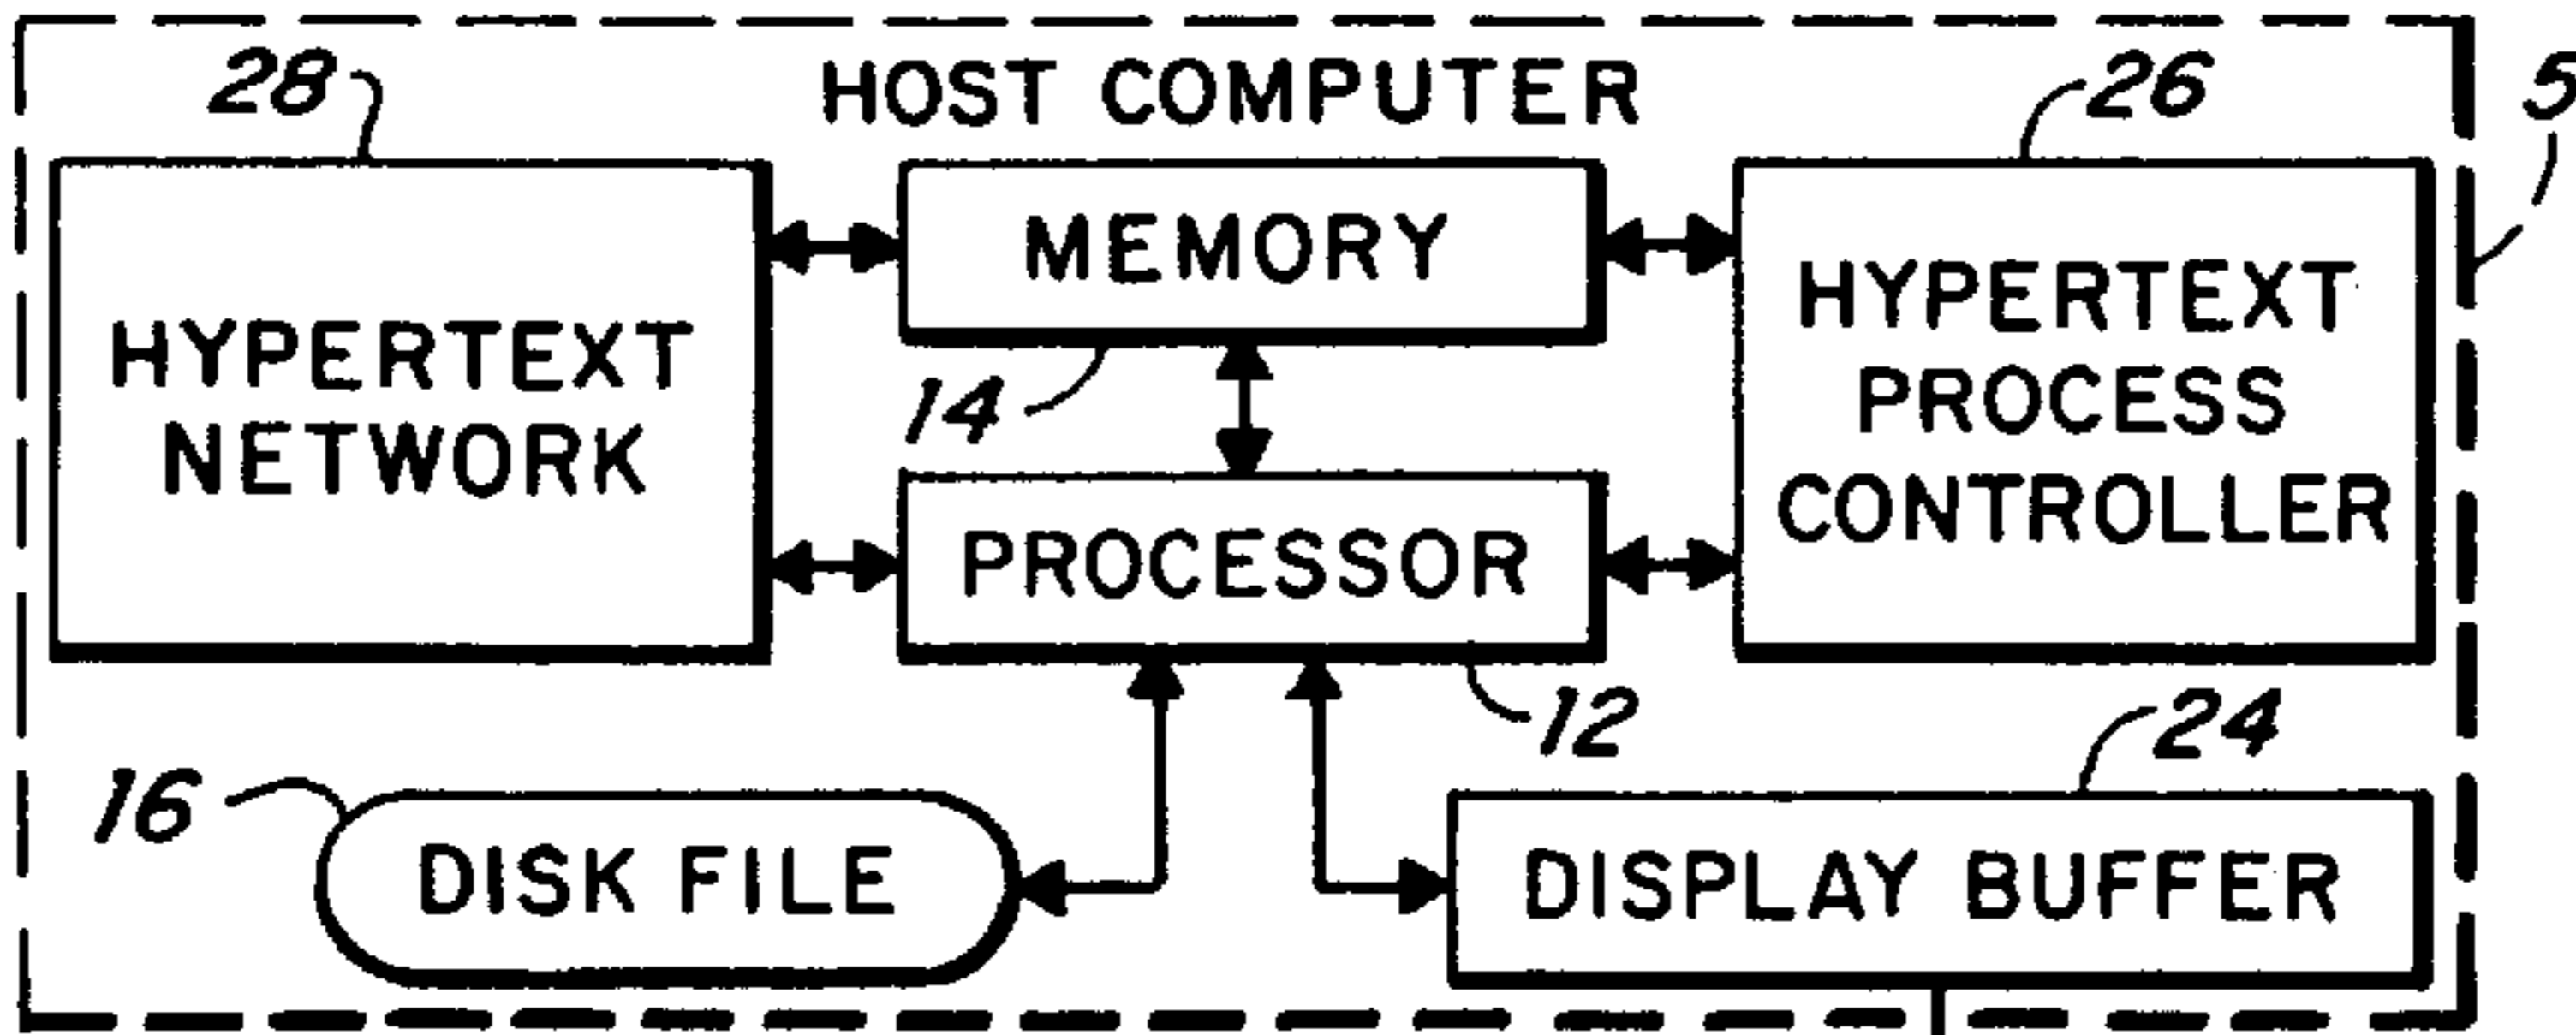 HOST COMPUTER
28
26
5
HYPERTEXT
NETWORK
MEMORY
14
HYPERTEXT
PROCESS
CONTROLLER
PROCESSOR
12
16
DISK FILE
24
DISPLAY BUFFER